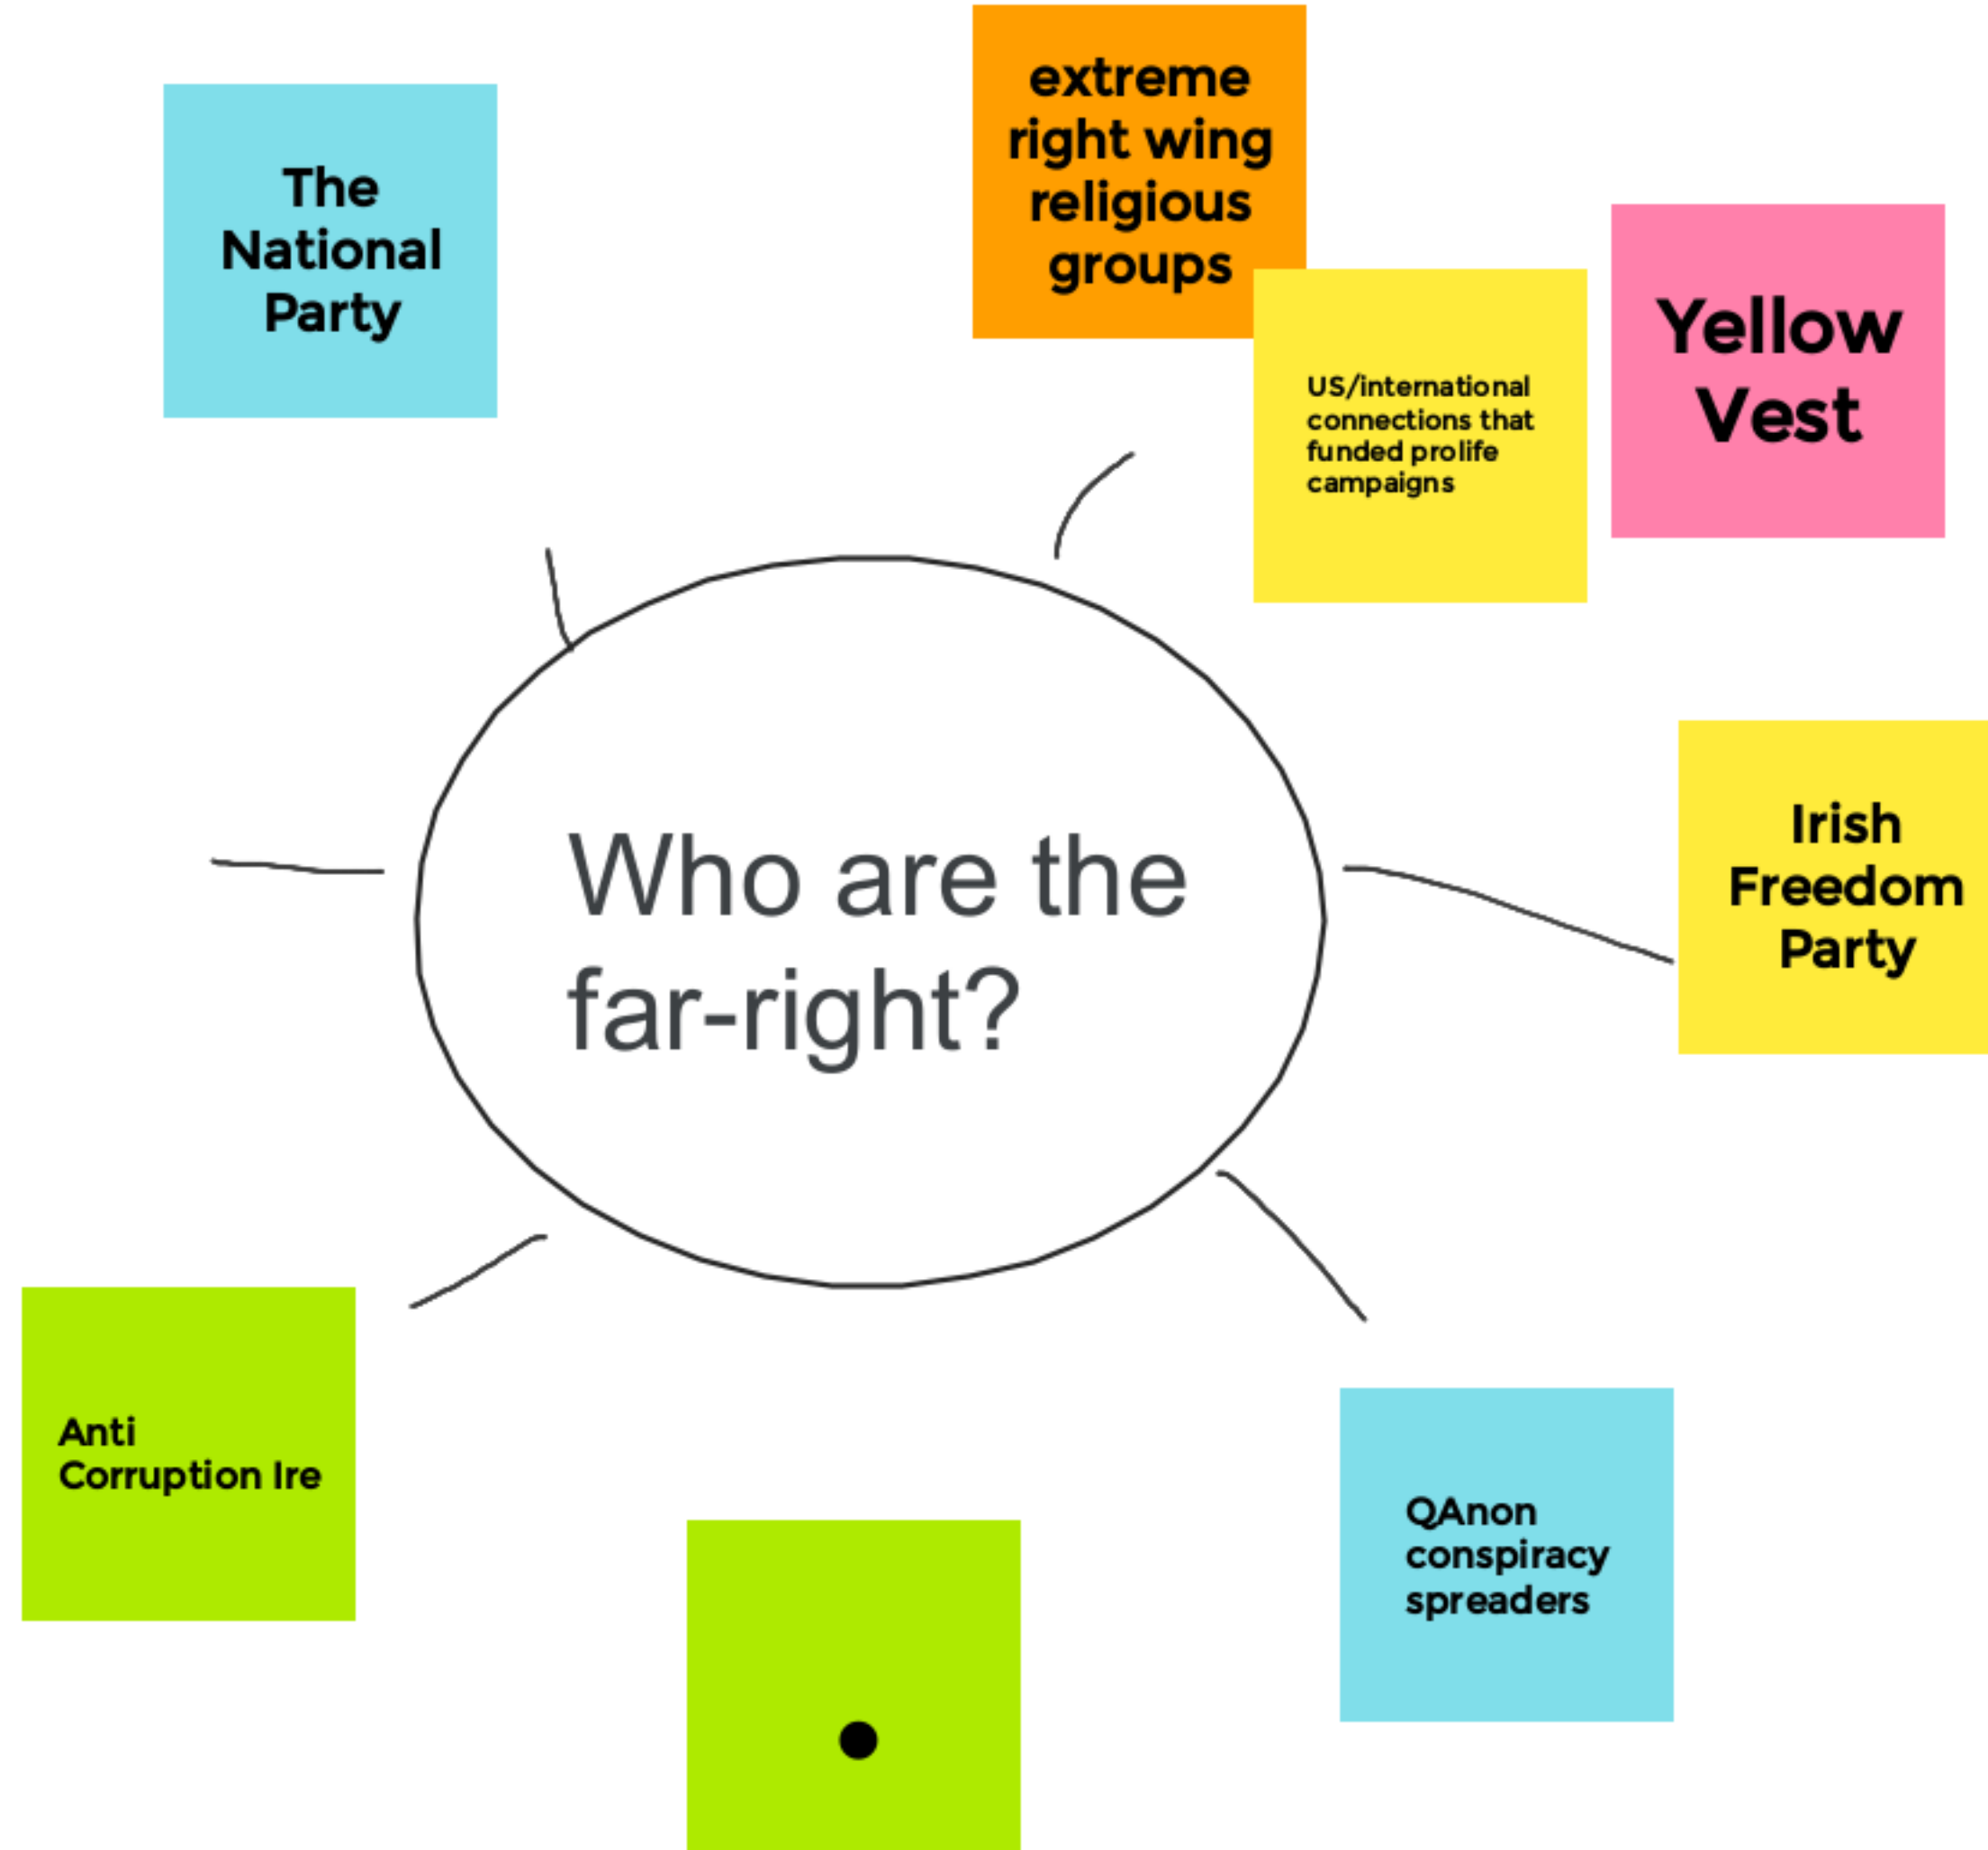 The
National
Party
extreme
right wing
religious
groups
US/international
connections that
funded prolife
campaigns
Yellow
Vest
Who are the
far-right?
Irish
Freedom
Party
Anti
Corruption Ire
QAnon
conspiracy
spreaders
.